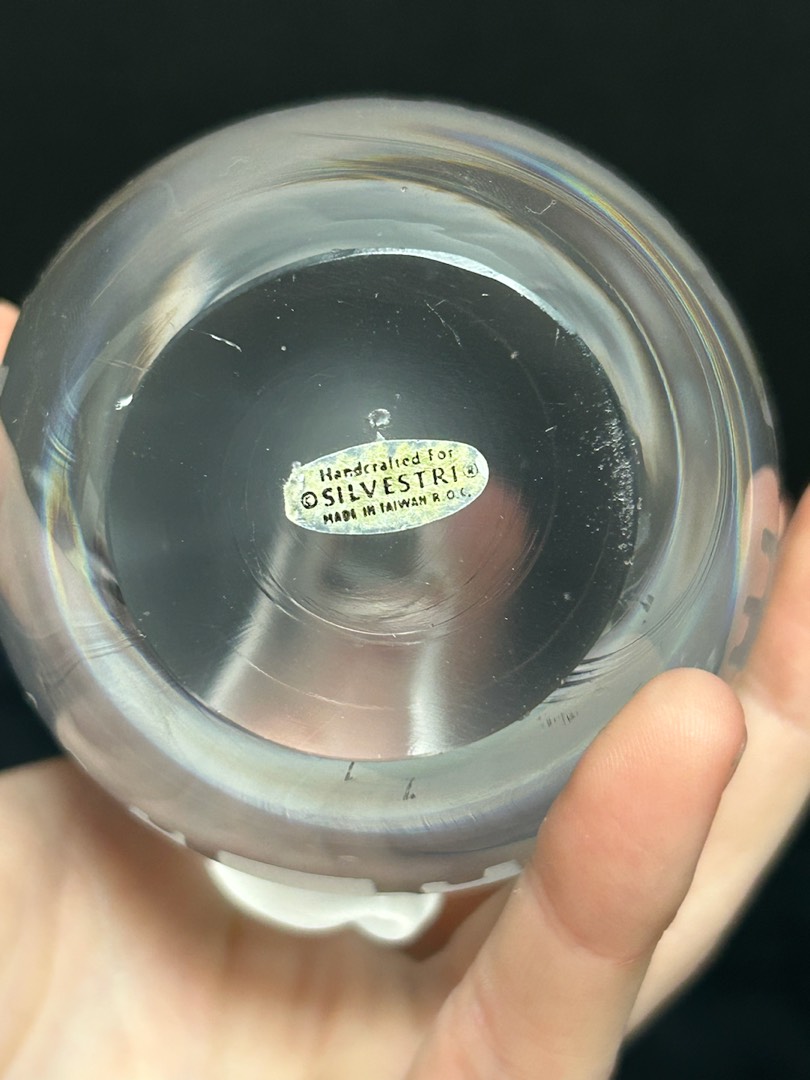 Handcrafted For
©SILVESTRI®
MADE IN TAIWAN R.O.C.